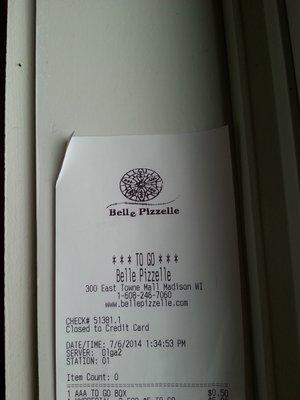 Belle Pizzelle
* * * TO GO * * *
Belle Pizzelle
300 East Towne Mall Madison WI
1-608-246-7060
www.bellepizzelle.com
CHECK# 51381.1
Closed to Credit Card
DATE/TIME: 7/6/2014 1:34:53 PM
SERVER: Olga2
STATION: 01
Item Count: 0
1 AAA TO GO BOX $0.50